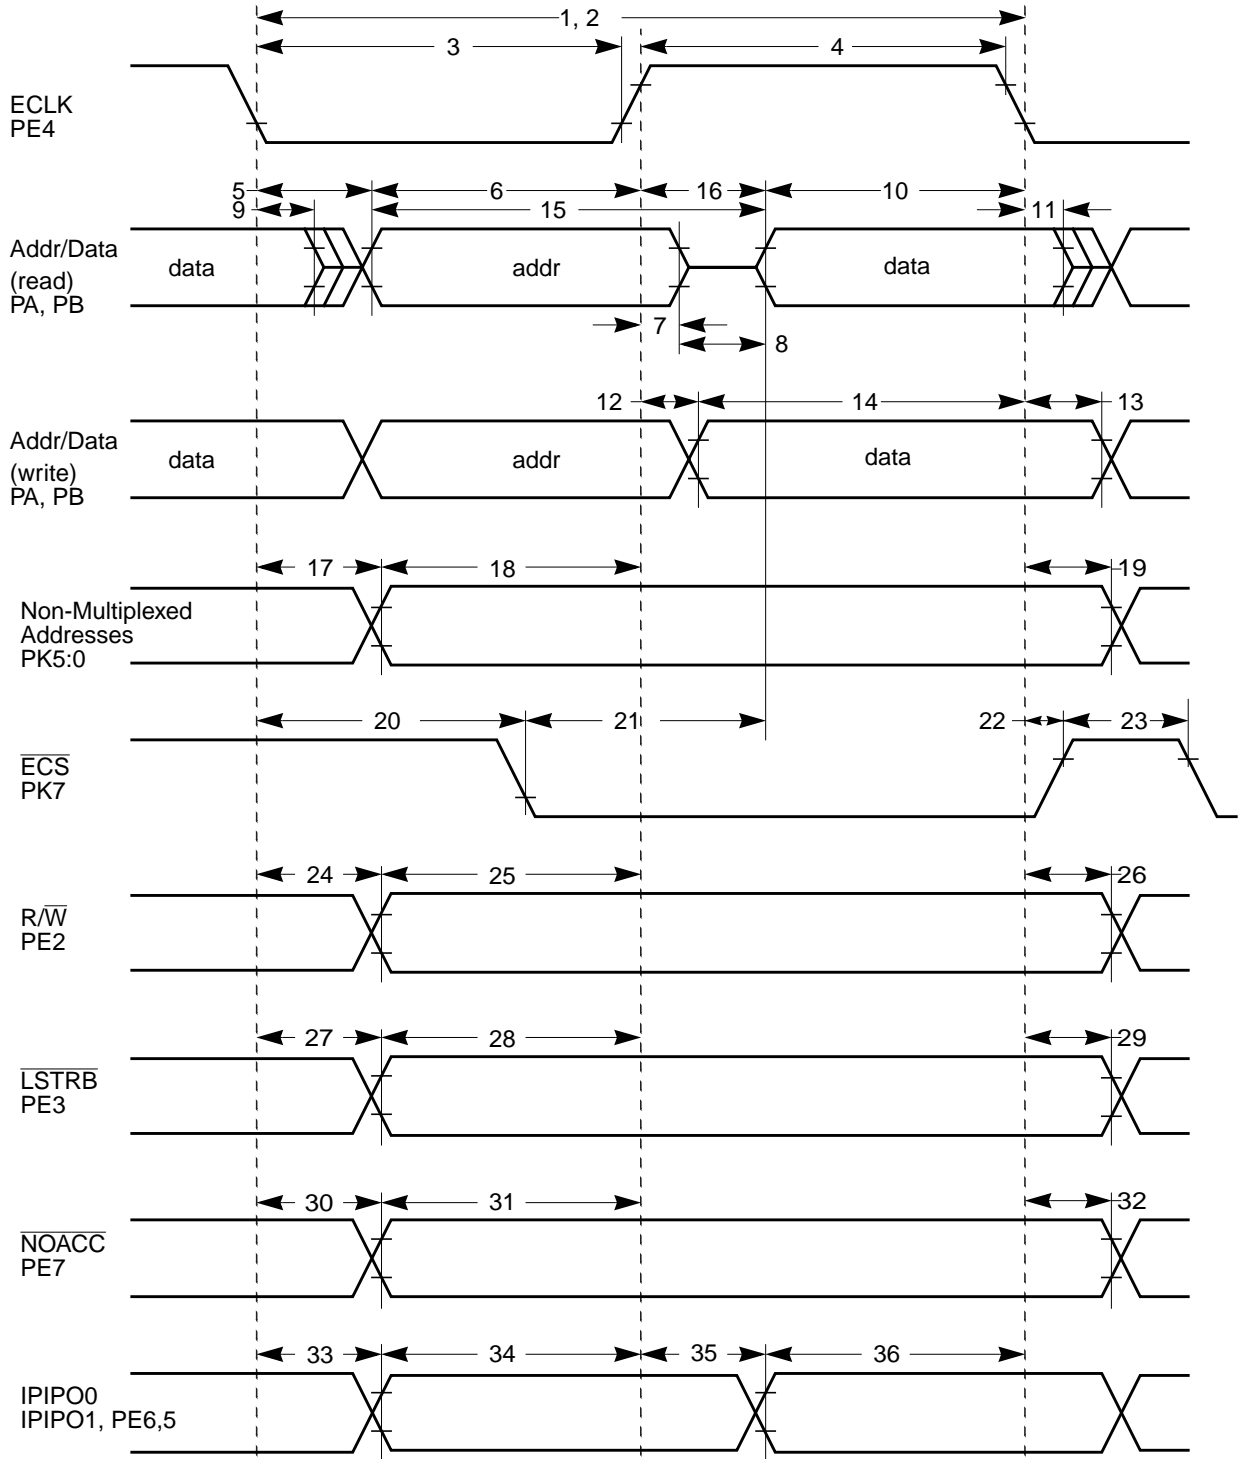 1, 2
3 4
ECLK
PE4
5 6 16 10
9 15 11
Addr/Data
(read)
PA, PB
data addr data
7
8
12 14 13
Addr/Data
(write)
PA, PB
data addr data
17 18 19
Non-Multiplexed
Addresses
PK5:0
20 21 22 23
ECS
PK7
24 25 26
R/W
PE2
27 28 29
LSTRB
PE3
30 31 32
NOACC
PE7
33 34 35 36
IPIPO0
IPIPO1, PE6,5